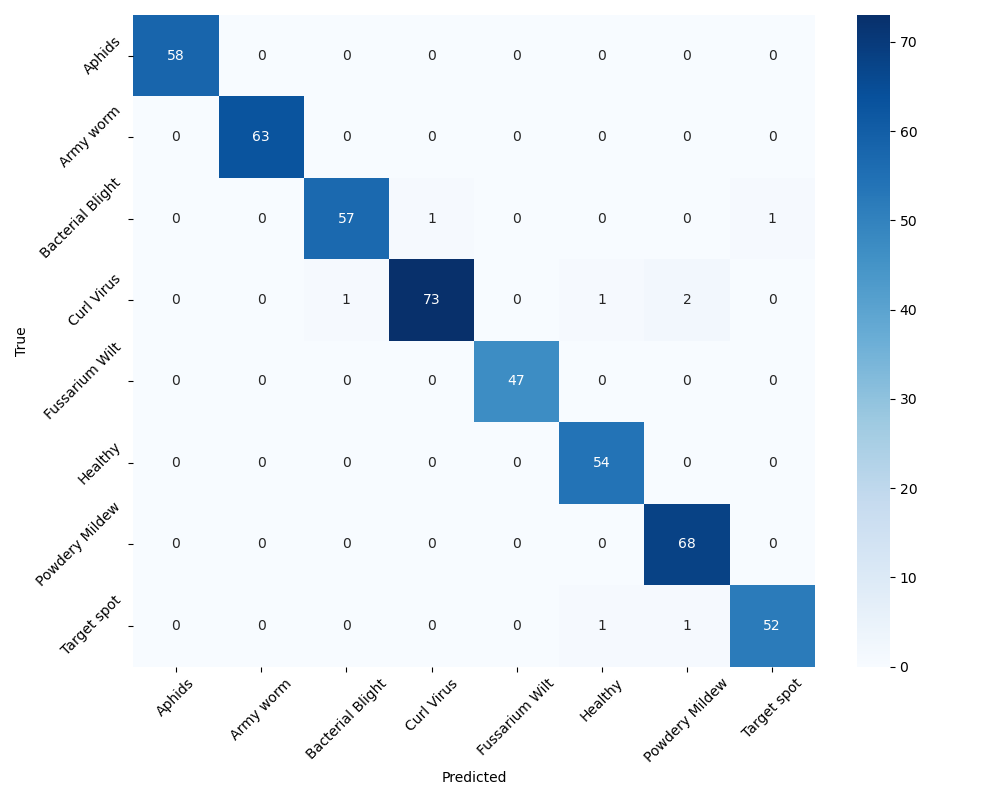 Aphids 58 0 0 0 0 0 0 0
Army worm 0 63 0 0 0 0 0 0
Bacterial Blight 0 0 57 1 0 0 0 1
Curl Virus 0 0 1 73 0 1 2 0
Fussarium Wilt 0 0 0 0 47 0 0 0
Healthy 0 0 0 0 0 54 0 0
Powdery Mildew 0 0 0 0 0 0 68 0
Target spot 0 0 0 0 0 1 1 52
True
Aphids Army worm Bacterial Blight Curl Virus Fussarium Wilt Healthy Powdery Mildew Target spot
Predicted
70
60
50
40
30
20
10
0